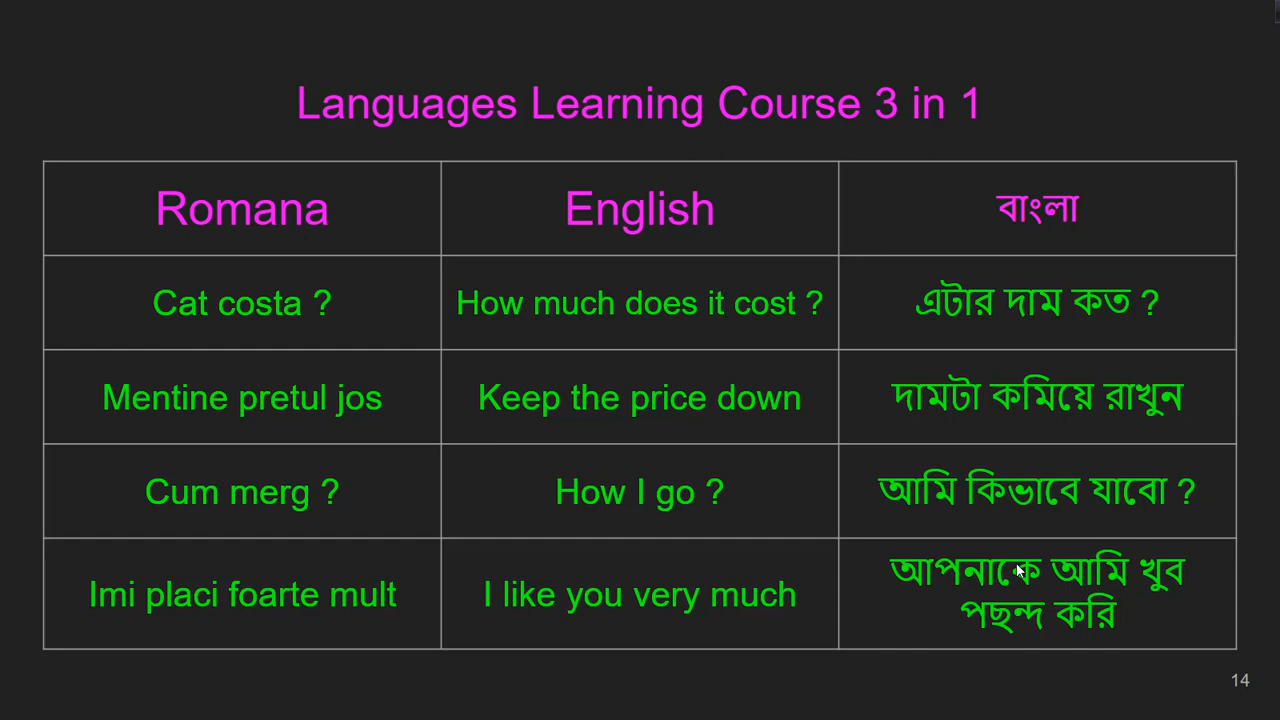 Languages Learning Course 3 in 1
Romana English বাংলা
Cat costa ? How much does it cost ? এটার দাম কত ?
Mentine pretul jos Keep the price down দামটা কমিয়ে রাখুন
Cum merg ? How I go ? আমি কিভাবে যাবো ?
Imi placi foarte mult I like you very much আপনাকে আমি খুব
পছন্দ করি
14